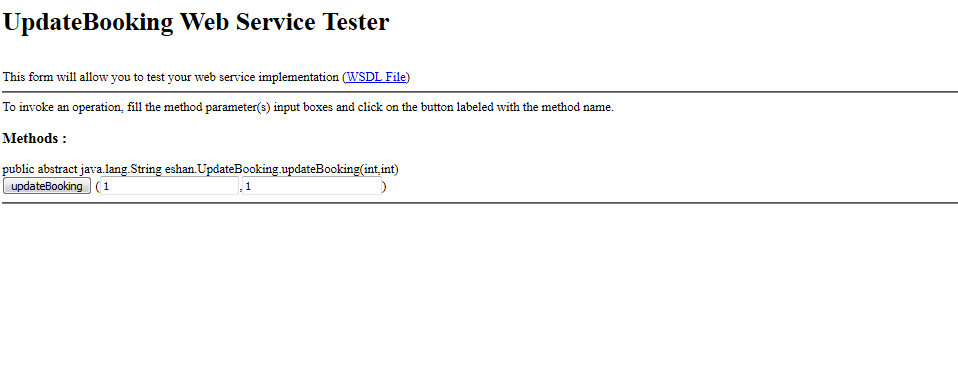 UpdateBooking Web Service Tester
This form will allow you to test your web service implementation (WSDL File)
To invoke an operation, fill the method parameter(s) input boxes and click on the button labeled with the method name.
Methods :
public abstract java.lang.String eshan.UpdateBooking.updateBooking(int,int)
updateBooking (1 ,1 )